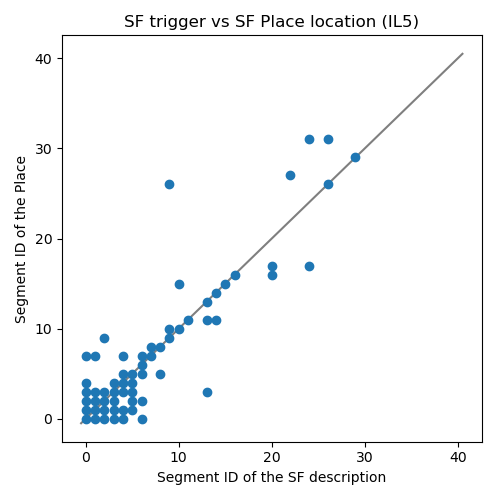 SF trigger vs SF Place location (IL5)
Segment ID of the Place
40
30
20
10
0
0 10 20 30 40
Segment ID of the SF description